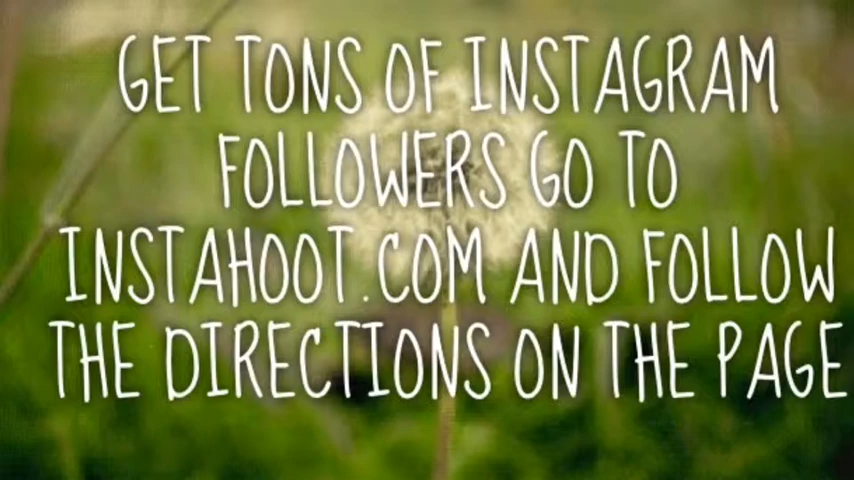 GET TONS OF INSTAGRAM
FOLLOWERS GO TO
INSTAHOOT.COM AND FOLLOW
THE DIRECTIONS ON THE PAGE